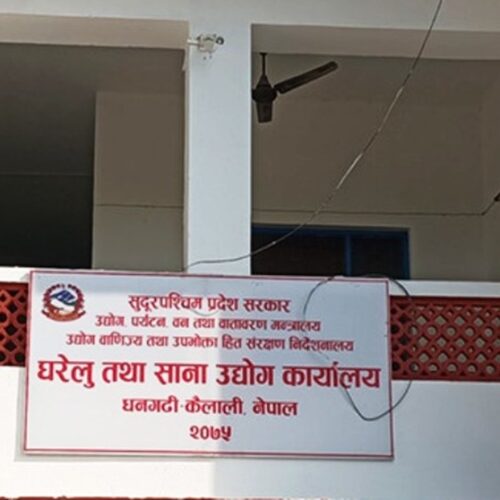 सुदूरपश्चिम प्रदेश सरकार
उद्योग, पर्यटन, वन तथा वातावरण मन्त्रालय
उद्योग वाणिज्य तथा उपभोक्ता हित संरक्षण निर्देशनालय
घरेलु तथा साना उद्योग कार्यालय
धनगढी-कैलाली, नेपाल
२०७५